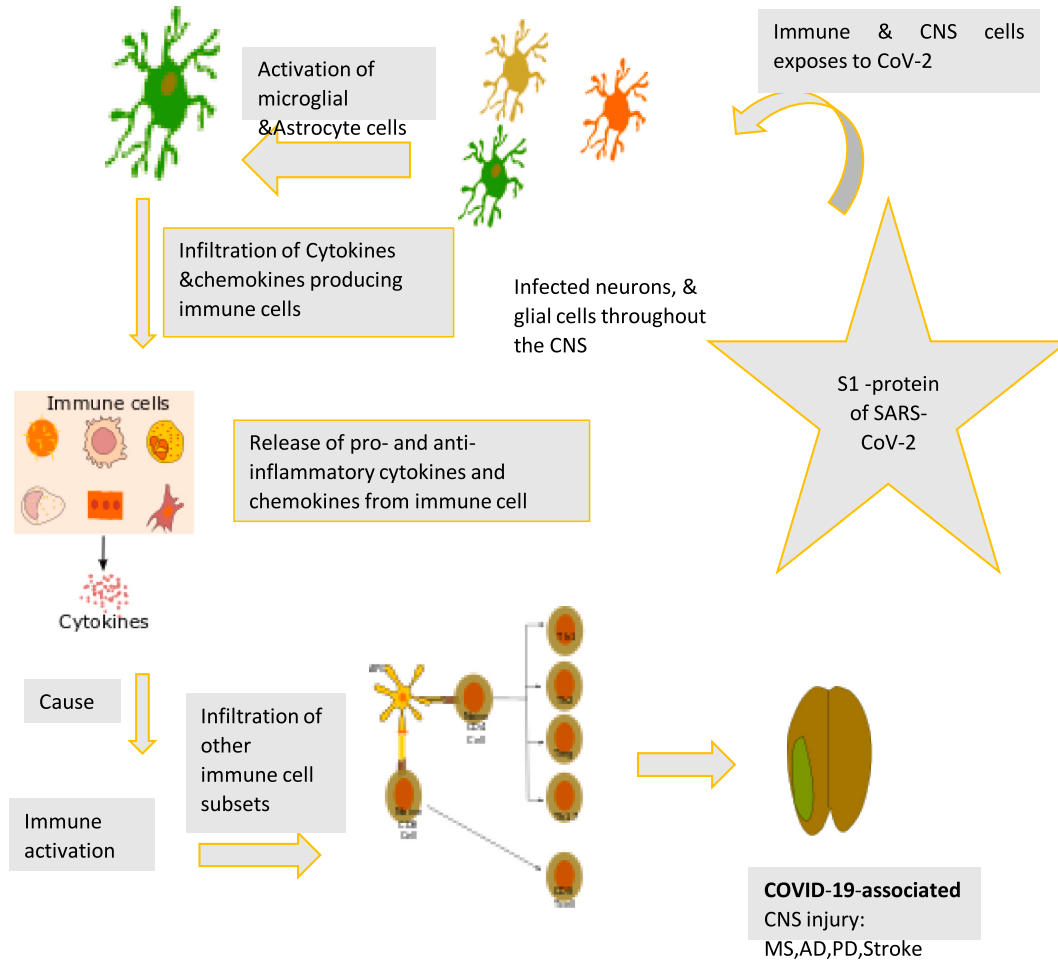 Immune & CNS cells
exposes to CoV-2
Activation of
microglial
&Astrocyte cells
Infiltration of Cytokines
&chemokines producing
immune cells
Infected neurons, &
glial cells throughout
the CNS
S1 -protein
of SARS-
CoV-2
Immune cells
Release of pro- and anti-
inflammatory cytokines and
chemokines from immune cell
Cytokines
Cause
Infiltration of
other
immune cell
subsets
Immune
activation
Th2
CD8
COVID-19-associated
CNS injury:
MS,AD,PD,Stroke